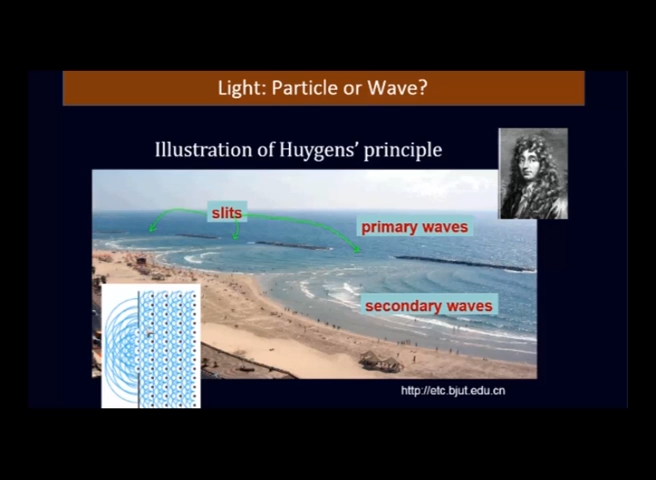 Light: Particle or Wave?
Illustration of Huygens' principle
slits
primary waves
secondary waves
http://etc.bjut.edu.cn